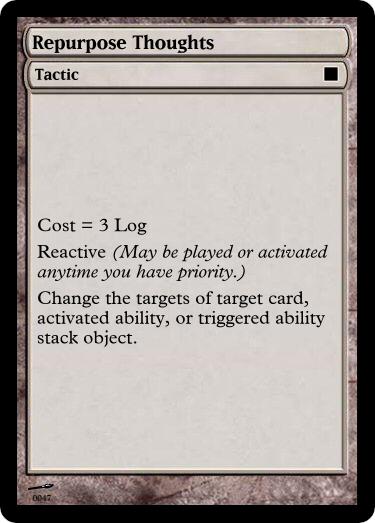 Repurpose Thoughts
Tactic
Cost = 3 Log
Reactive (May be played or activated
anytime you have priority.)
Change the targets of target card,
activated ability, or triggered ability
stack object.
0047